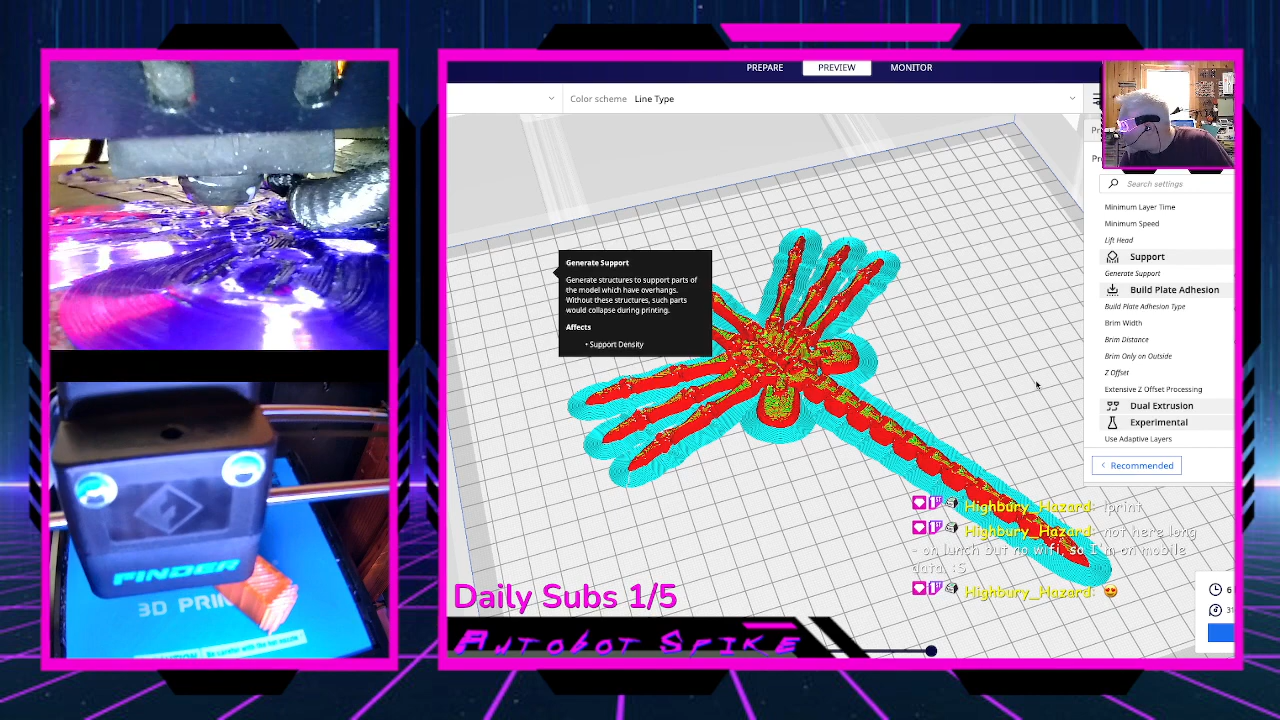 PREPARE
PREVIEW
MONITOR
Color scheme Line Type
Search settings
Minimum Layer Time
Minimum Speed
Lift Head
Support
Generate Support
Build Plate Adhesion
Build Plate Adhesion Type
Brim Width
Brim Distance
Brim Only on Outside
Z Offset
Extensive Z Offset Processing
Dual Extrusion
Experimental
Use Adaptive Layers
Recommended
Generate Support
Generate structures to support parts of
the model which have overhangs.
Without these structures, such parts
would collapse during printing.
Affects
• Support Density
Highbury_Hazard: !print
Highbury_Hazard: not here long
- on lunch but no wifi, so I'm on mobile
data :S
Highbury_Hazard:
Daily Subs 1/5
Autobot Spike
FINDER
3D PRIN